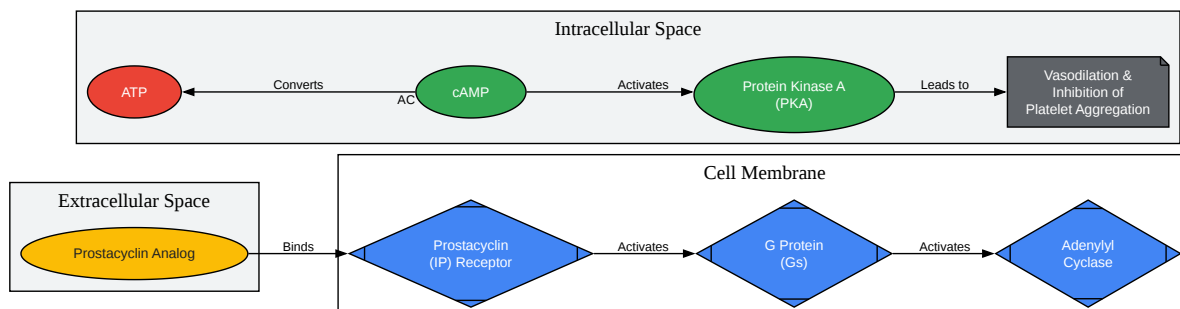 Intracellular Space
ATP
Converts
AC
cAMP
Activates
Protein Kinase A
(PKA)
Leads to
Vasodilation &
Inhibition of
Platelet Aggregation
Cell Membrane
Extracellular Space
Prostacyclin Analog
Binds
Prostacyclin
(IP) Receptor
Activates
G Protein
(Gs)
Activates
Adenylyl
Cyclase